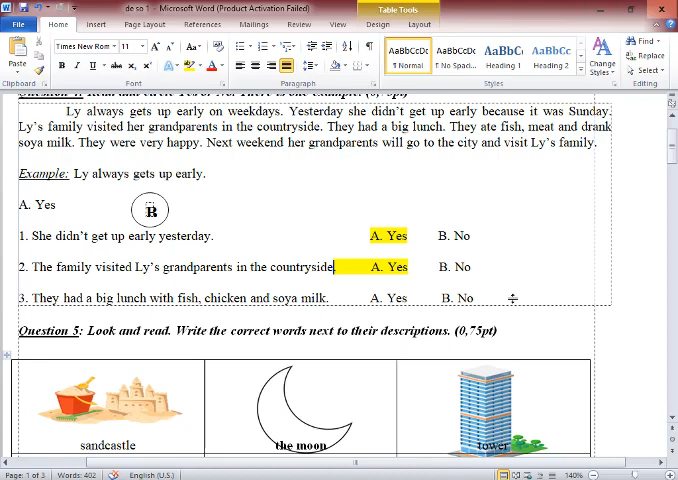 de so 1 - Microsoft Word (Product Activation Failed)
Table Tools
File Home Insert Page Layout References Mailings Review View Design Layout
Times New Rom 11
Paste
B I U abc x₂ x² A
AaBbCcDc AaBbCcDc AaBbC AaBbCc
¶ Normal ¶ No Spaci Heading 1 Heading 2
Change Styles
Find
Replace
Select
Clipboard Font Paragraph Styles Editing
Ly always gets up early on weekdays. Yesterday she didn't get up early because it was Sunday.
Ly's family visited her grandparents in the countryside. They had a big lunch. They ate fish, meat and drank
soya milk. They were very happy. Next weekend her grandparents will go to the city and visit Ly's family.
Example: Ly always gets up early.
A. Yes B
1. She didn't get up early yesterday. A. Yes B. No
2. The family visited Ly's grandparents in the countryside. A. Yes B. No
3. They had a big lunch with fish, chicken and soya milk. A. Yes B. No
Question 5: Look and read. Write the correct words next to their descriptions. (0,75pt)
sandcastle the moon tower
Page: 1 of 3 Words: 402 English (U.S.) 140%